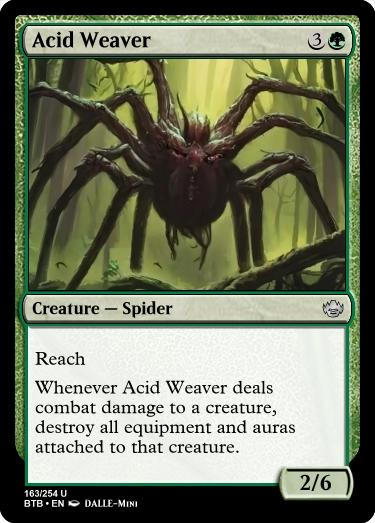 Acid Weaver 3
Creature — Spider
Reach
Whenever Acid Weaver deals
combat damage to a creature,
destroy all equipment and auras
attached to that creature.
2/6
163/254 U
BTB • EN DALLE-Mini